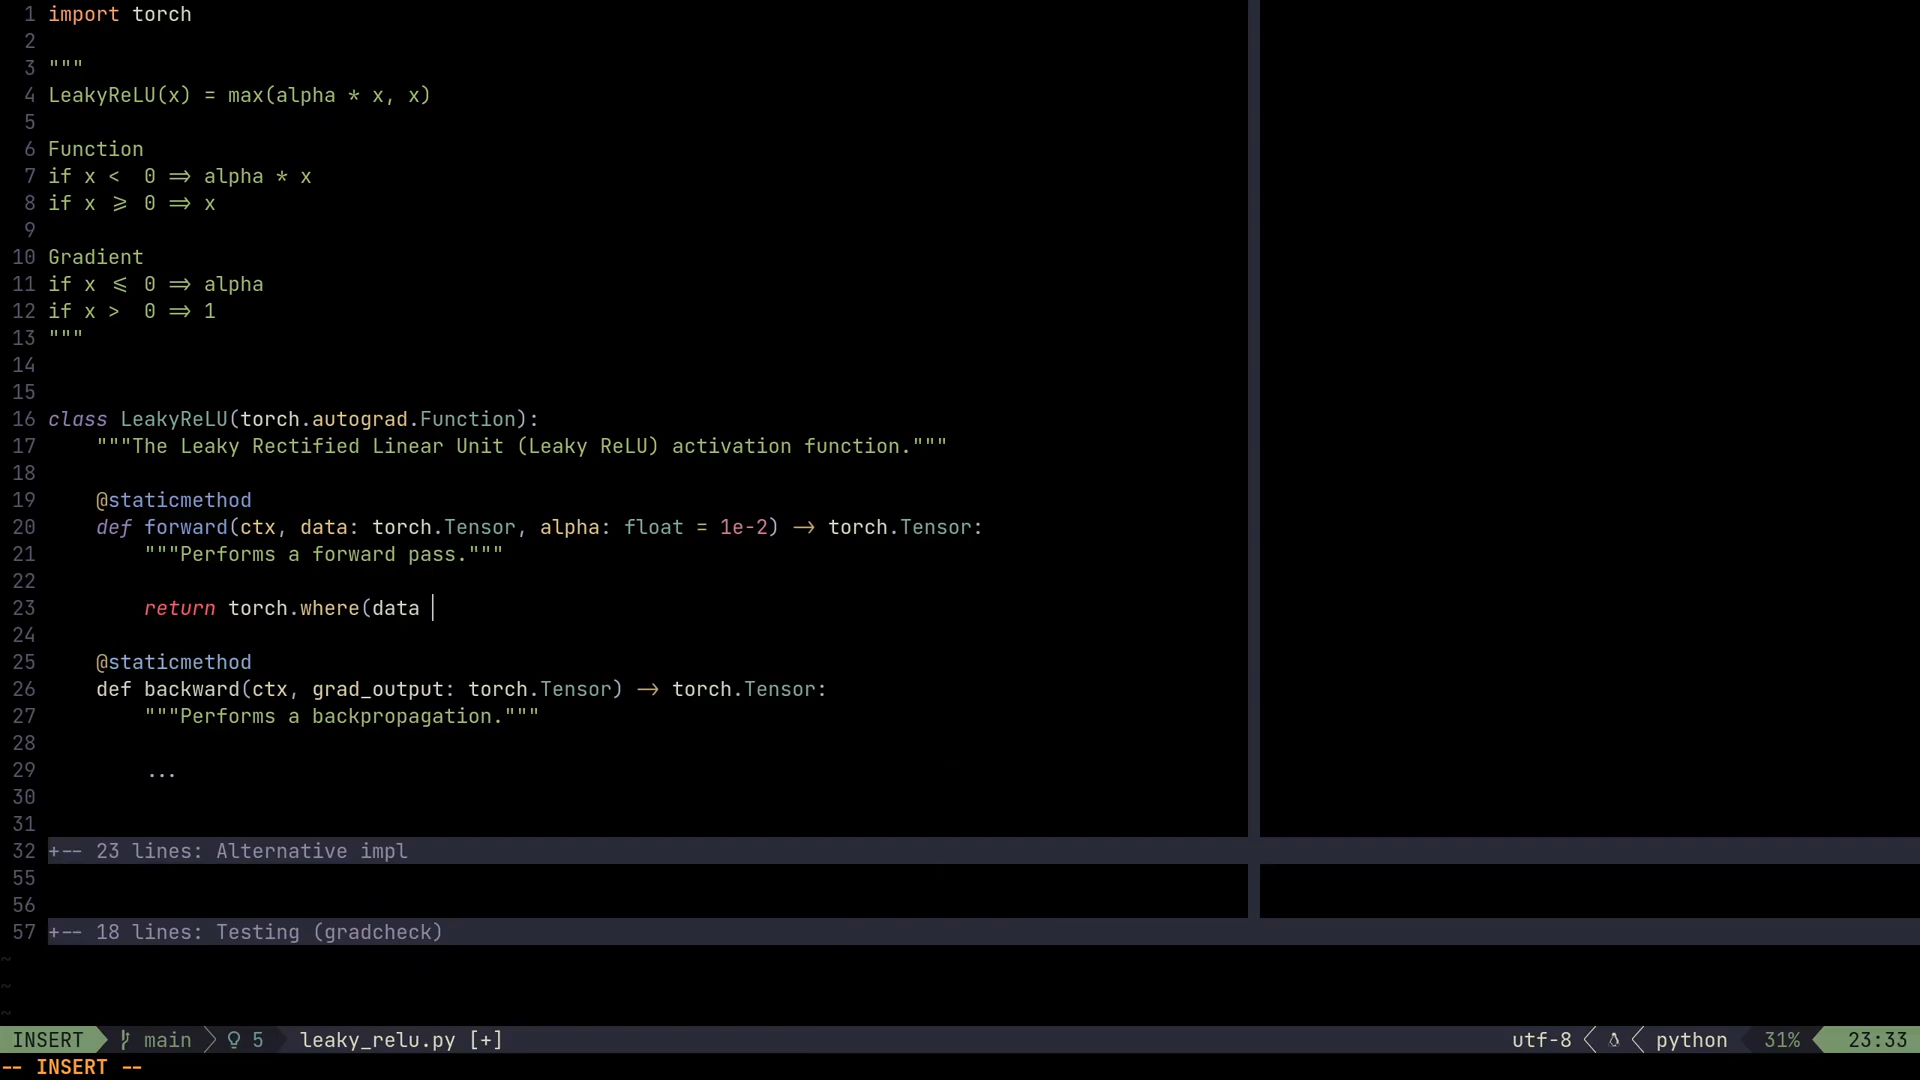 1 import torch
2
3 """
4 LeakyReLU(x) = max(alpha * x, x)
5
6 Function
7 if x <  0 => alpha * x
8 if x >= 0 => x
9
10 Gradient
11 if x <= 0 => alpha
12 if x >  0 => 1
13 """
14
15
16 class LeakyReLU(torch.autograd.Function):
17     """The Leaky Rectified Linear Unit (Leaky ReLU) activation function."""
18
19     @staticmethod
20     def forward(ctx, data: torch.Tensor, alpha: float = 1e-2) -> torch.Tensor:
21         """Performs a forward pass."""
22
23         return torch.where(data
24
25     @staticmethod
26     def backward(ctx, grad_output: torch.Tensor) -> torch.Tensor:
27         """Performs a backpropagation."""
28
29         ...
30
31
32 +-- 23 lines: Alternative impl
55
56
57 +-- 18 lines: Testing (gradcheck)
~
~
~
INSERT main 5 leaky_relu.py [+] utf-8 python 31% 23:33
-- INSERT --